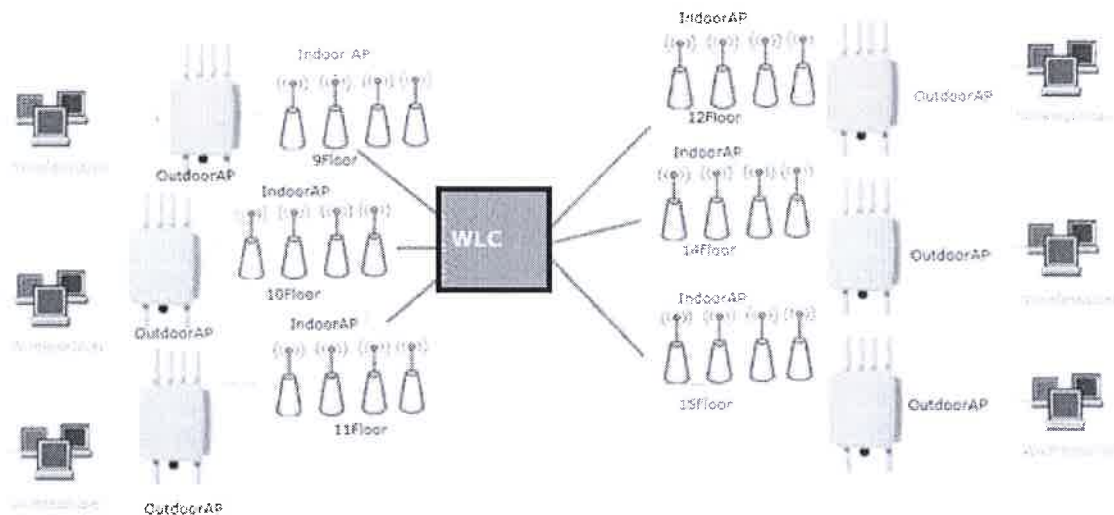 Indoor AP
9Floor
OutdoorAP
IndoorAP
10Floor
OutdoorAP
IndoorAP
11Floor
OutdoorAP
WLC
IndoorAP
12Floor
OutdoorAP
IndoorAP
14Floor
OutdoorAP
IndoorAP
15Floor
OutdoorAP